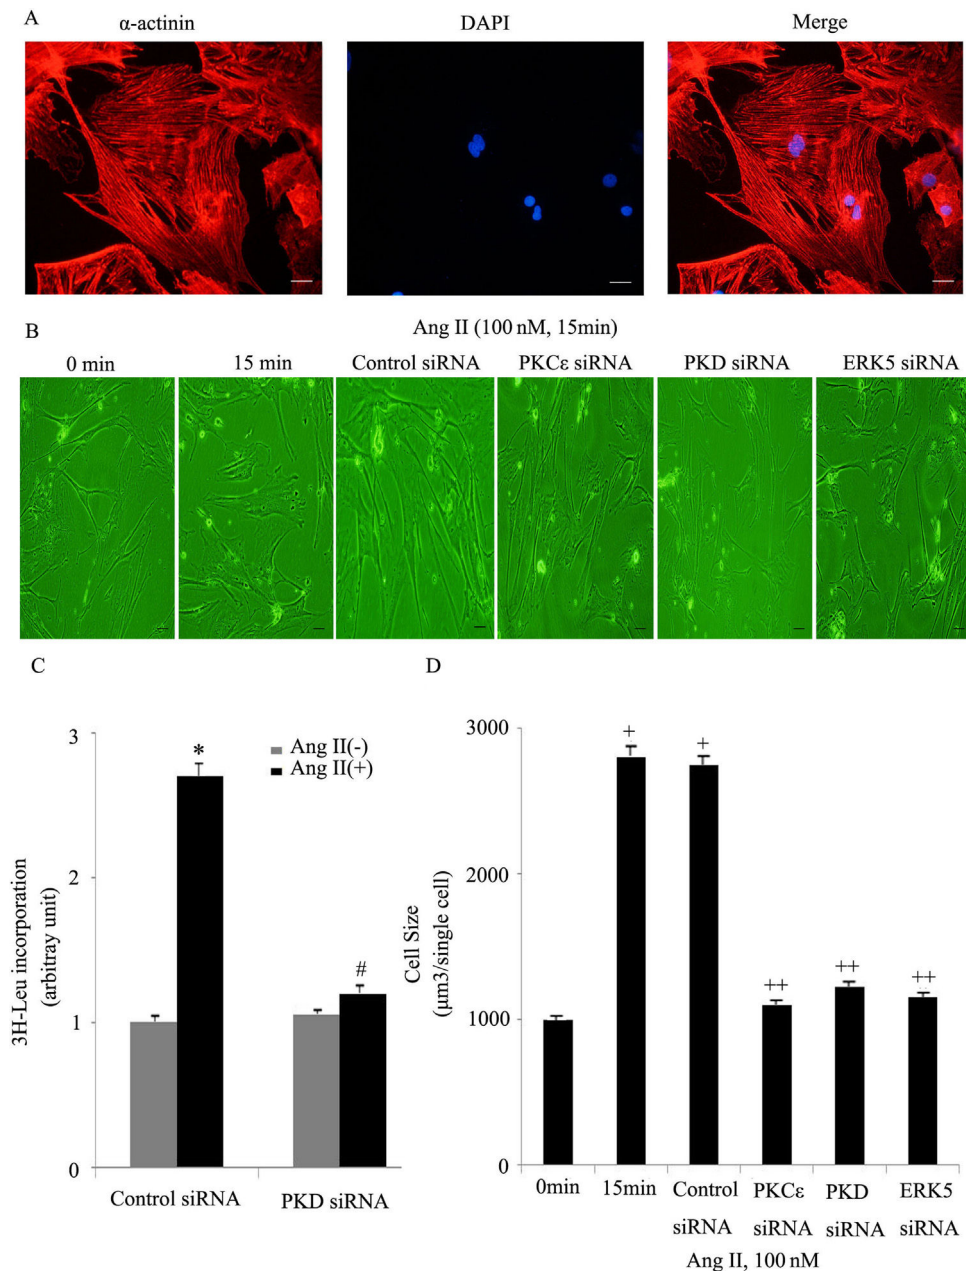 A
α-actinin
DAPI
Merge
B
Ang II (100 nM, 15min)
0 min
15 min
Control siRNA
PKCε siRNA
PKD siRNA
ERK5 siRNA
C
3
2
1
0
3H-Leu incorporation
(arbitray unit)
*
#
Ang II(-)
Ang II(+)
Control siRNA
PKD siRNA
D
3000
2000
1000
0
Cell Size
(μm3/single cell)
+
+
++
++
++
0min
15min
Control
siRNA
PKCε
siRNA
PKD
siRNA
ERK5
siRNA
Ang II, 100 nM